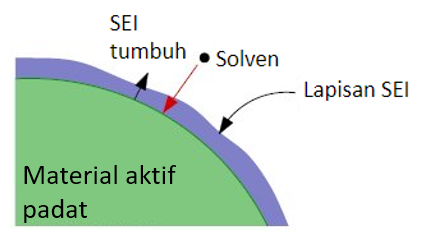 SEI
tumbuh
Solven
Lapisan SEI
Material aktif
padat